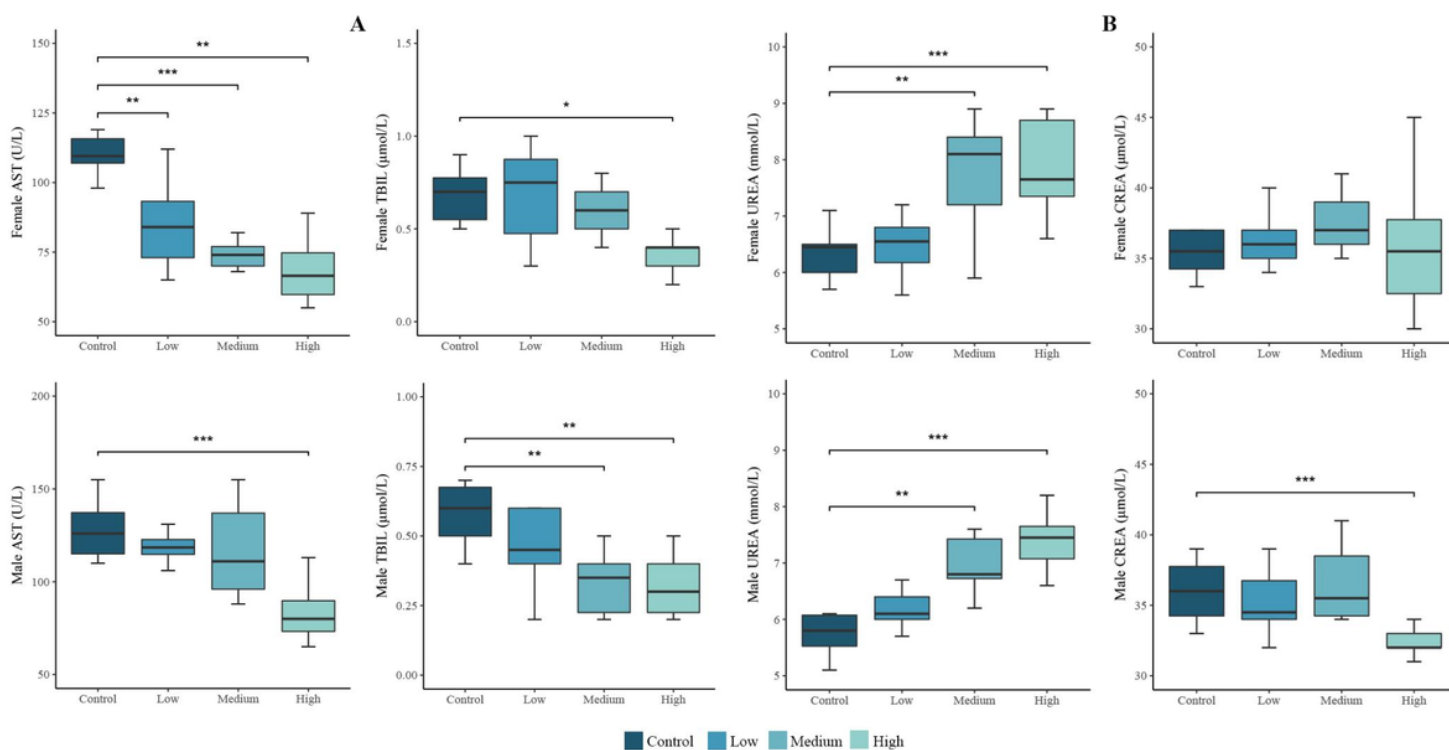 A
B
Female AST (U/L)
150
125
100
75
50
**
***
**
Control Low Medium High
Female TBIL (μmol/L)
1.5
1.0
0.5
0.0
*
Control Low Medium High
Female UREA (mmol/L)
10
9
8
7
6
5
***
**
Control Low Medium High
Female CREA (μmol/L)
50
45
40
35
30
Control Low Medium High
Male AST (U/L)
200
150
100
50
***
Control Low Medium High
Male TBIL (μmol/L)
1.00
0.75
0.50
0.25
0.00
**
**
Control Low Medium High
Male UREA (mmol/L)
10
9
8
7
6
5
***
**
Control Low Medium High
Male CREA (μmol/L)
50
45
40
35
30
***
Control Low Medium High
Control Low Medium High